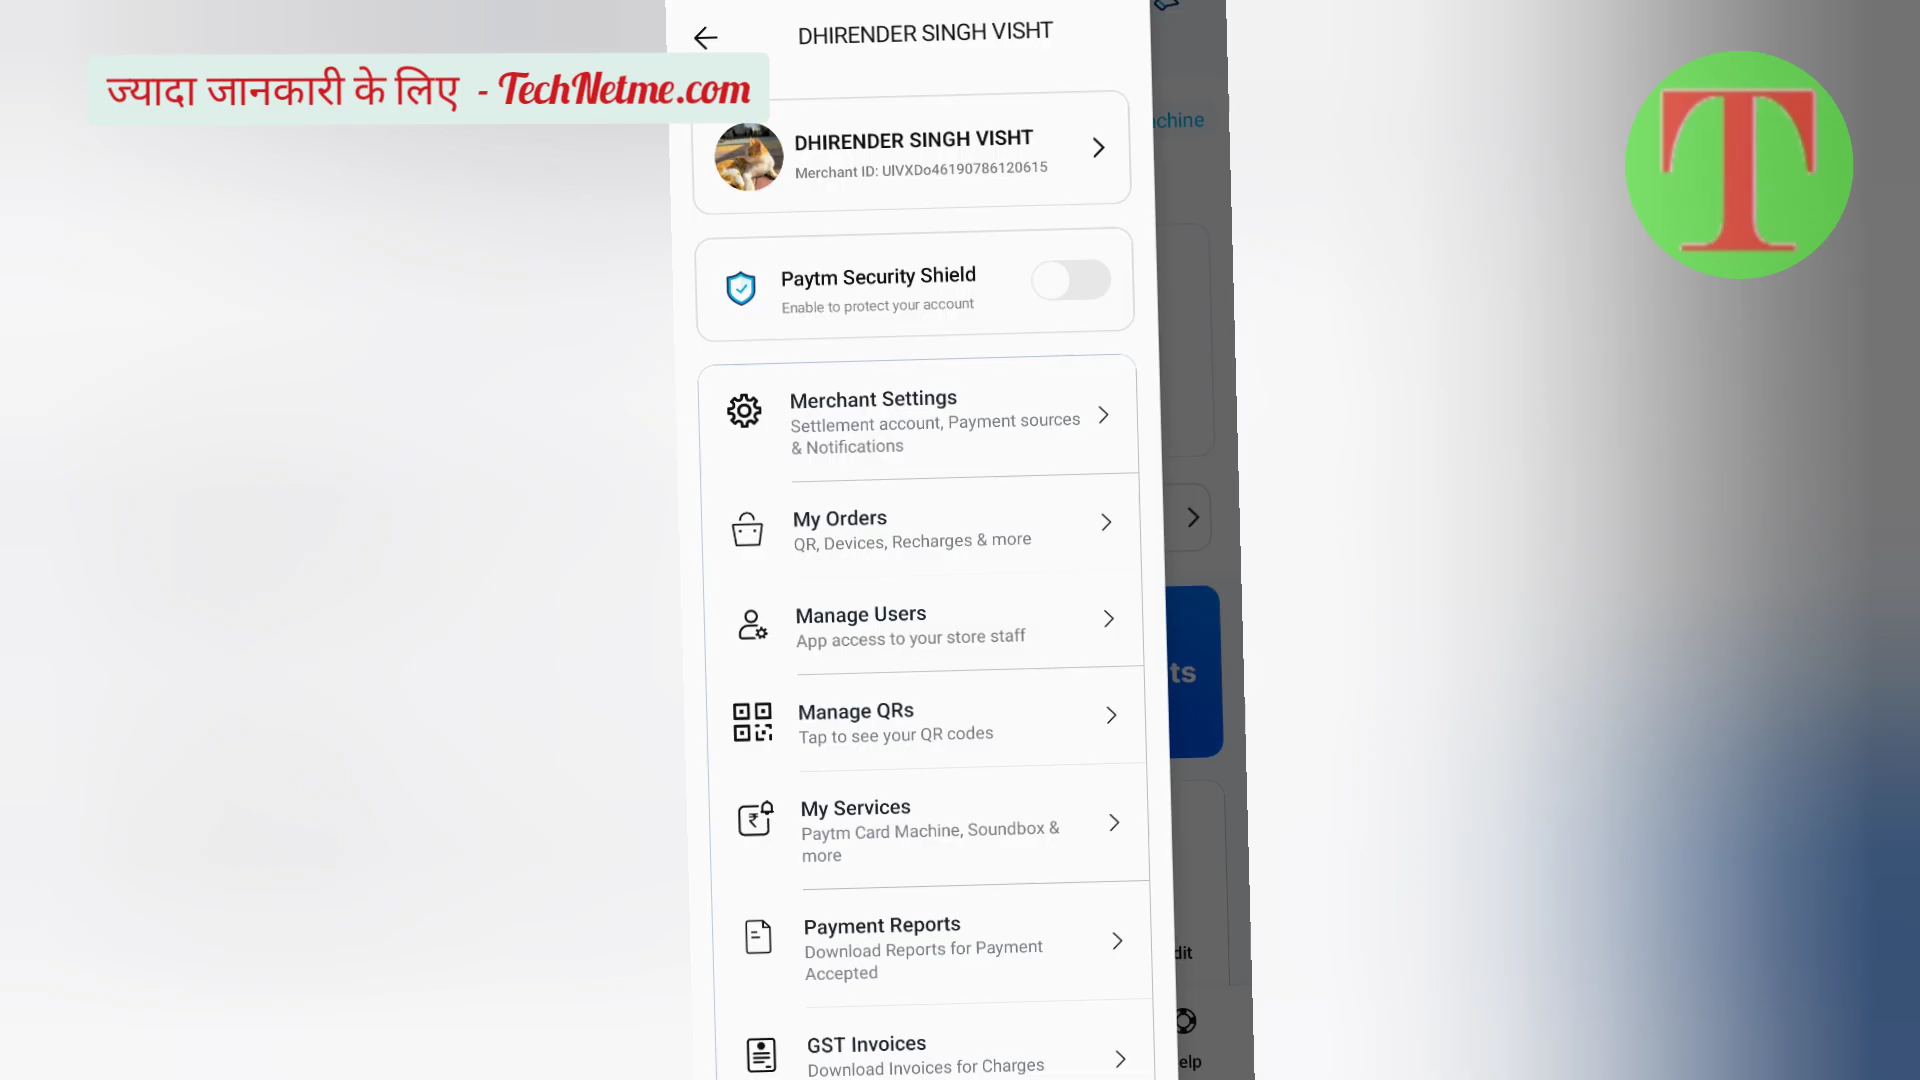 DHIRENDER SINGH VISHT
ज्यादा जानकारी के लिए - TechNetme.com
T
DHIRENDER SINGH VISHT
Merchant ID: UlVXDo46190786120615
achine
Paytm Security Shield
Enable to protect your account
Merchant Settings
Settlement account, Payment sources
& Notifications
My Orders
QR, Devices, Recharges & more
Manage Users
App access to your store staff
ts
Manage QRs
Tap to see your QR codes
My Services
Paytm Card Machine, Soundbox &
more
Payment Reports
Download Reports for Payment
Accepted
dit
GST Invoices
Download Invoices for Charges
elp